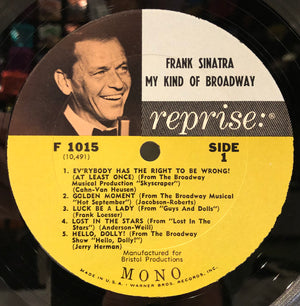 FRANK SINATRA
MY KIND OF BROADWAY
reprise:®
F 1015
(10,491)
SIDE
1
1. EV'RYBODY HAS THE RIGHT TO BE WRONG!
(AT LEAST ONCE) (From The Broadway
Musical Production "Skyscraper")
(Cahn-Van Heusen)
2. GOLDEN MOMENT (From The Broadway Musical
"Hot September") (Jacobson-Roberts)
3. LUCK BE A LADY (From "Guys And Dolls")
(Frank Loesser)
4. LOST IN THE STARS (From "Lost In The
Stars") (Anderson-Weill)
5. HELLO, DOLLY! (From The Broadway
Show "Hello, Dolly!")
(Jerry Herman)
Manufactured for
Bristol Productions
MONO
MADE IN U.S.A. - WARNER BROS. RECORDS, INC.